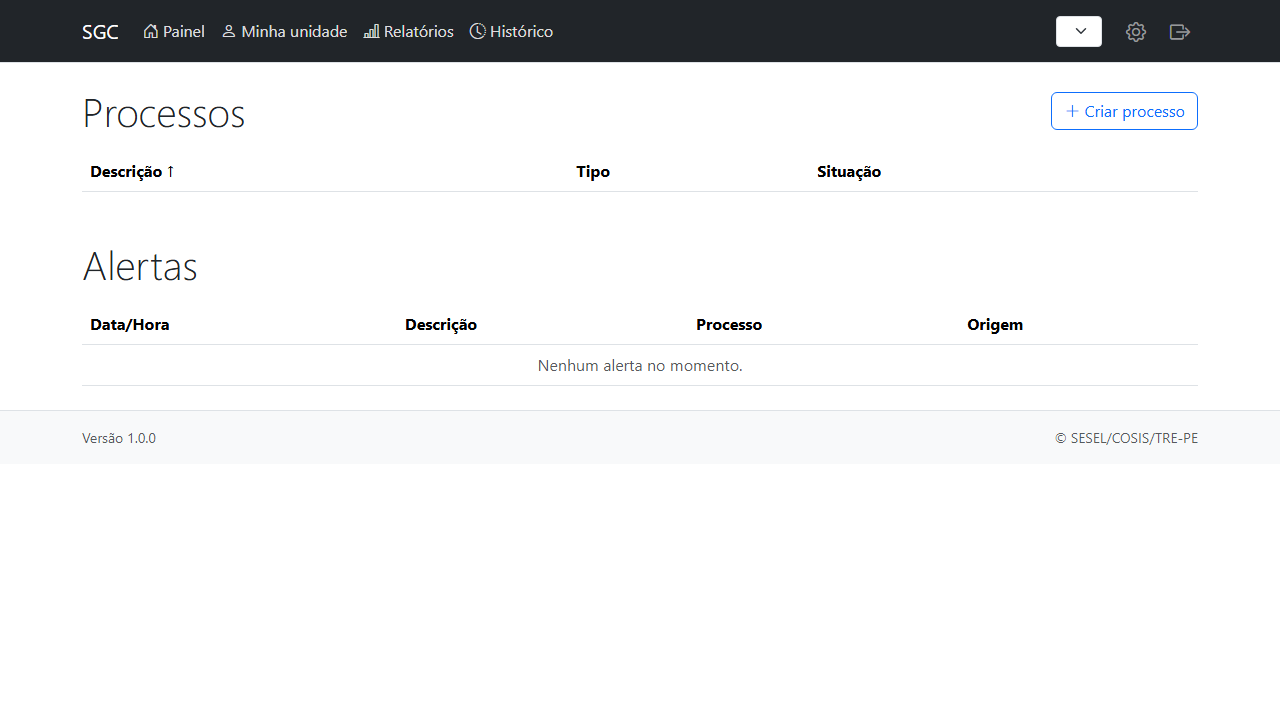 SGC Painel Minha unidade Relatórios Histórico
Processos
Criar processo
Descrição ↑ Tipo Situação
Alertas
Data/Hora Descrição Processo Origem
Nenhum alerta no momento.
Versão 1.0.0 © SESEL/COSIS/TRE-PE